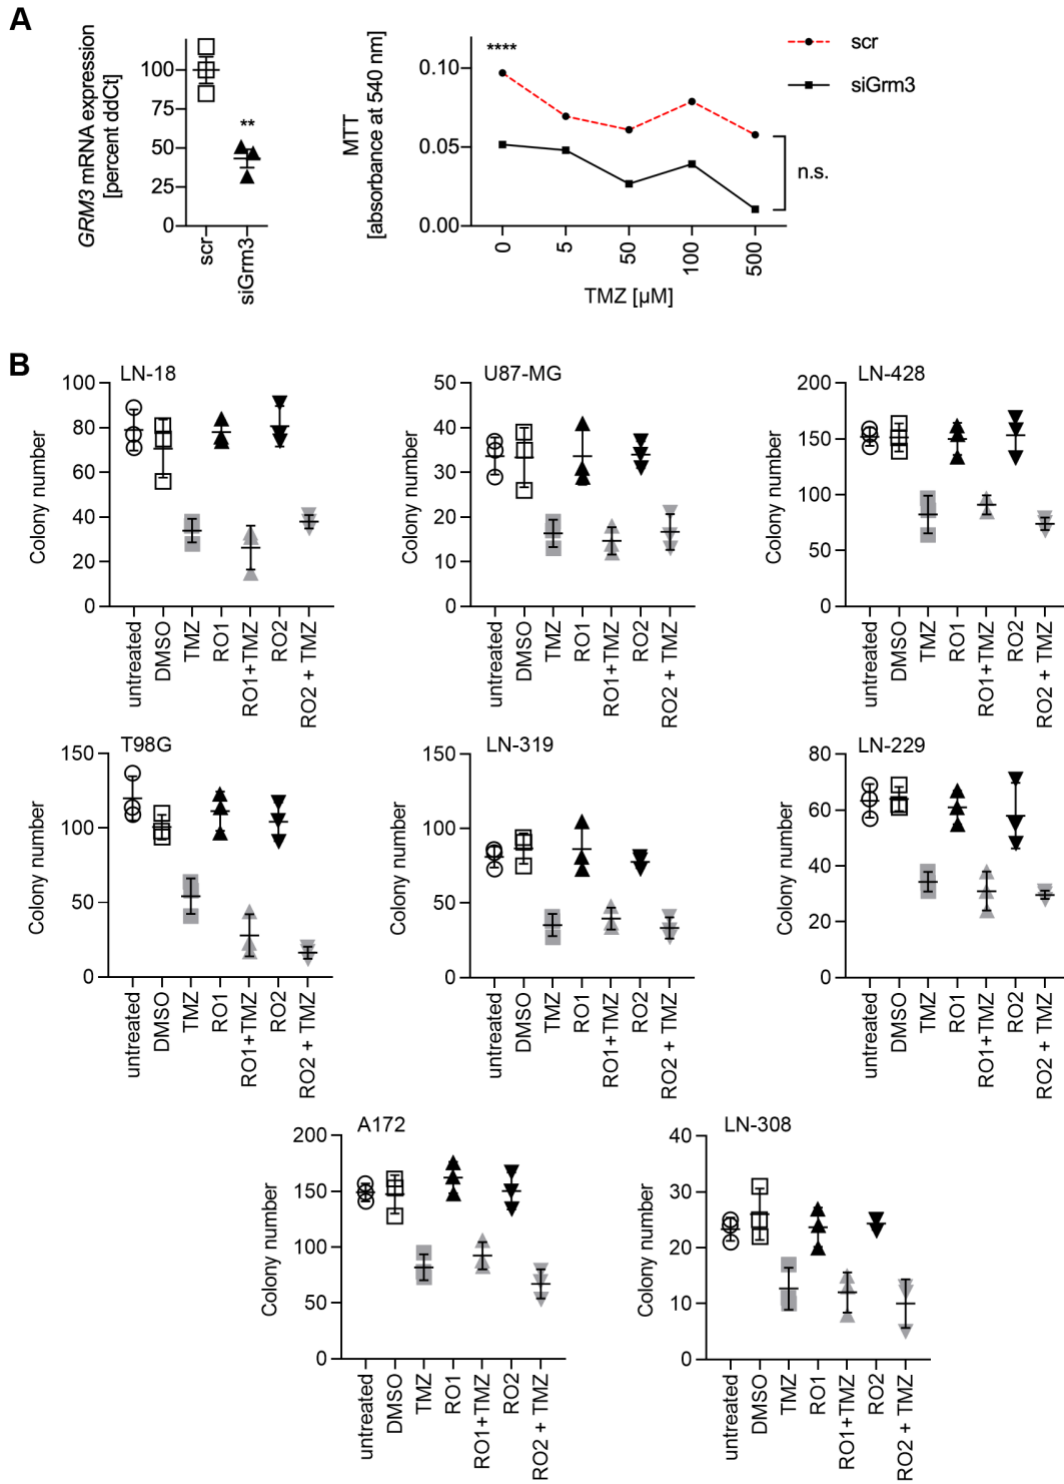 A
GRM3 mRNA expression
[percent ddCt]
100
75
50
25
0
**
scr
siGrm3
MTT
[absorbance at 540 nm]
0.10
0.05
0.00
****
n.s.
0
5
50
100
500
TMZ [µM]
scr
siGrm3
B
LN-18
Colony number
100
80
60
40
20
0
untreated
DMSO
TMZ
RO1
RO1+TMZ
RO2
RO2 + TMZ
U87-MG
Colony number
50
40
30
20
10
0
untreated
DMSO
TMZ
RO1
RO1+TMZ
RO2
RO2 + TMZ
LN-428
Colony number
200
150
100
50
0
untreated
DMSO
TMZ
RO1
RO1+TMZ
RO2
RO2 + TMZ
T98G
Colony number
150
100
50
0
untreated
DMSO
TMZ
RO1
RO1+TMZ
RO2
RO2 + TMZ
LN-319
Colony number
150
100
50
0
untreated
DMSO
TMZ
RO1
RO1+TMZ
RO2
RO2 + TMZ
LN-229
Colony number
80
60
40
20
0
untreated
DMSO
TMZ
RO1
RO1+TMZ
RO2
RO2 + TMZ
A172
Colony number
200
150
100
50
0
untreated
DMSO
TMZ
RO1
RO1+TMZ
RO2
RO2 + TMZ
LN-308
Colony number
40
30
20
10
0
untreated
DMSO
TMZ
RO1
RO1+TMZ
RO2
RO2 + TMZ